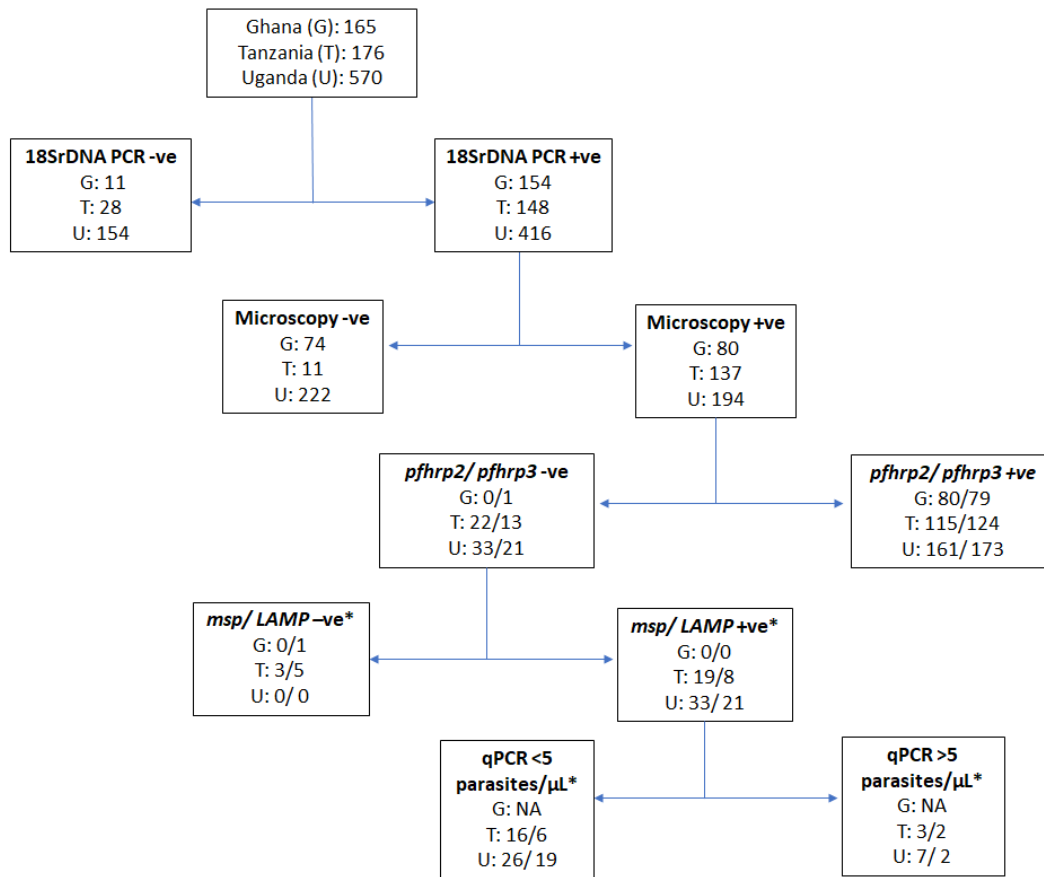 Ghana (G): 165
Tanzania (T): 176
Uganda (U): 570
18SrDNA PCR -ve
G: 11
T: 28
U: 154
18SrDNA PCR +ve
G: 154
T: 148
U: 416
Microscopy -ve
G: 74
T: 11
U: 222
Microscopy +ve
G: 80
T: 137
U: 194
pfhrp2/ pfhrp3 -ve
G: 0/1
T: 22/13
U: 33/21
pfhrp2/ pfhrp3 +ve
G: 80/79
T: 115/124
U: 161/ 173
msp/ LAMP –ve*
G: 0/1
T: 3/5
U: 0/ 0
msp/ LAMP +ve*
G: 0/0
T: 19/8
U: 33/ 21
qPCR <5
parasites/µL*
G: NA
T: 16/6
U: 26/ 19
qPCR >5
parasites/µL*
G: NA
T: 3/2
U: 7/ 2